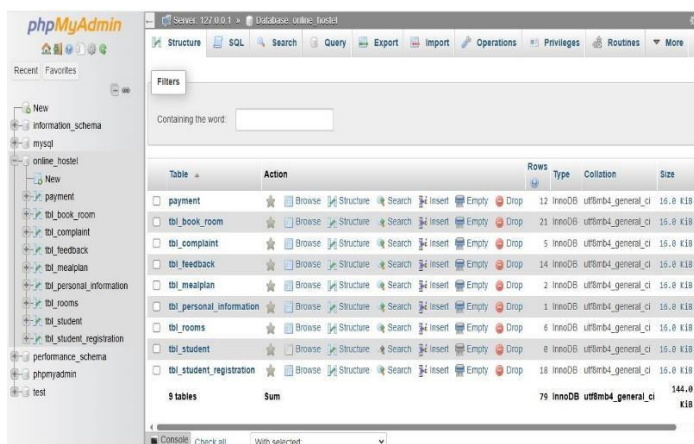 phpMyAdmin
Recent Favorites
New
information_schema
mysql
online_hostel
New
payment
tbl_book_room
tbl_complaint
tbl_feedback
tbl_mealplan
tbl_personal_information
tbl_rooms
tbl_student
tbl_student_registration
performance_schema
phpmyadmin
test
Server: 127.0.0.1 » Database: online_hostel
Structure SQL Search Query Export Import Operations Privileges Routines More
Filters
Containing the word:
Table Action Rows Type Collation Size
payment Browse Structure Search Insert Empty Drop 12 InnoDB utf8mb4_general_ci 16.0 KiB
tbl_book_room Browse Structure Search Insert Empty Drop 21 InnoDB utf8mb4_general_ci 16.0 KiB
tbl_complaint Browse Structure Search Insert Empty Drop 5 InnoDB utf8mb4_general_ci 16.0 KiB
tbl_feedback Browse Structure Search Insert Empty Drop 14 InnoDB utf8mb4_general_ci 16.0 KiB
tbl_mealplan Browse Structure Search Insert Empty Drop 2 InnoDB utf8mb4_general_ci 16.0 KiB
tbl_personal_information Browse Structure Search Insert Empty Drop 1 InnoDB utf8mb4_general_ci 16.0 KiB
tbl_rooms Browse Structure Search Insert Empty Drop 6 InnoDB utf8mb4_general_ci 16.0 KiB
tbl_student Browse Structure Search Insert Empty Drop 0 InnoDB utf8mb4_general_ci 16.0 KiB
tbl_student_registration Browse Structure Search Insert Empty Drop 18 InnoDB utf8mb4_general_ci 16.0 KiB
9 tables Sum 79 InnoDB utf8mb4_general_ci 144.0 KiB
Console Check all With selected: